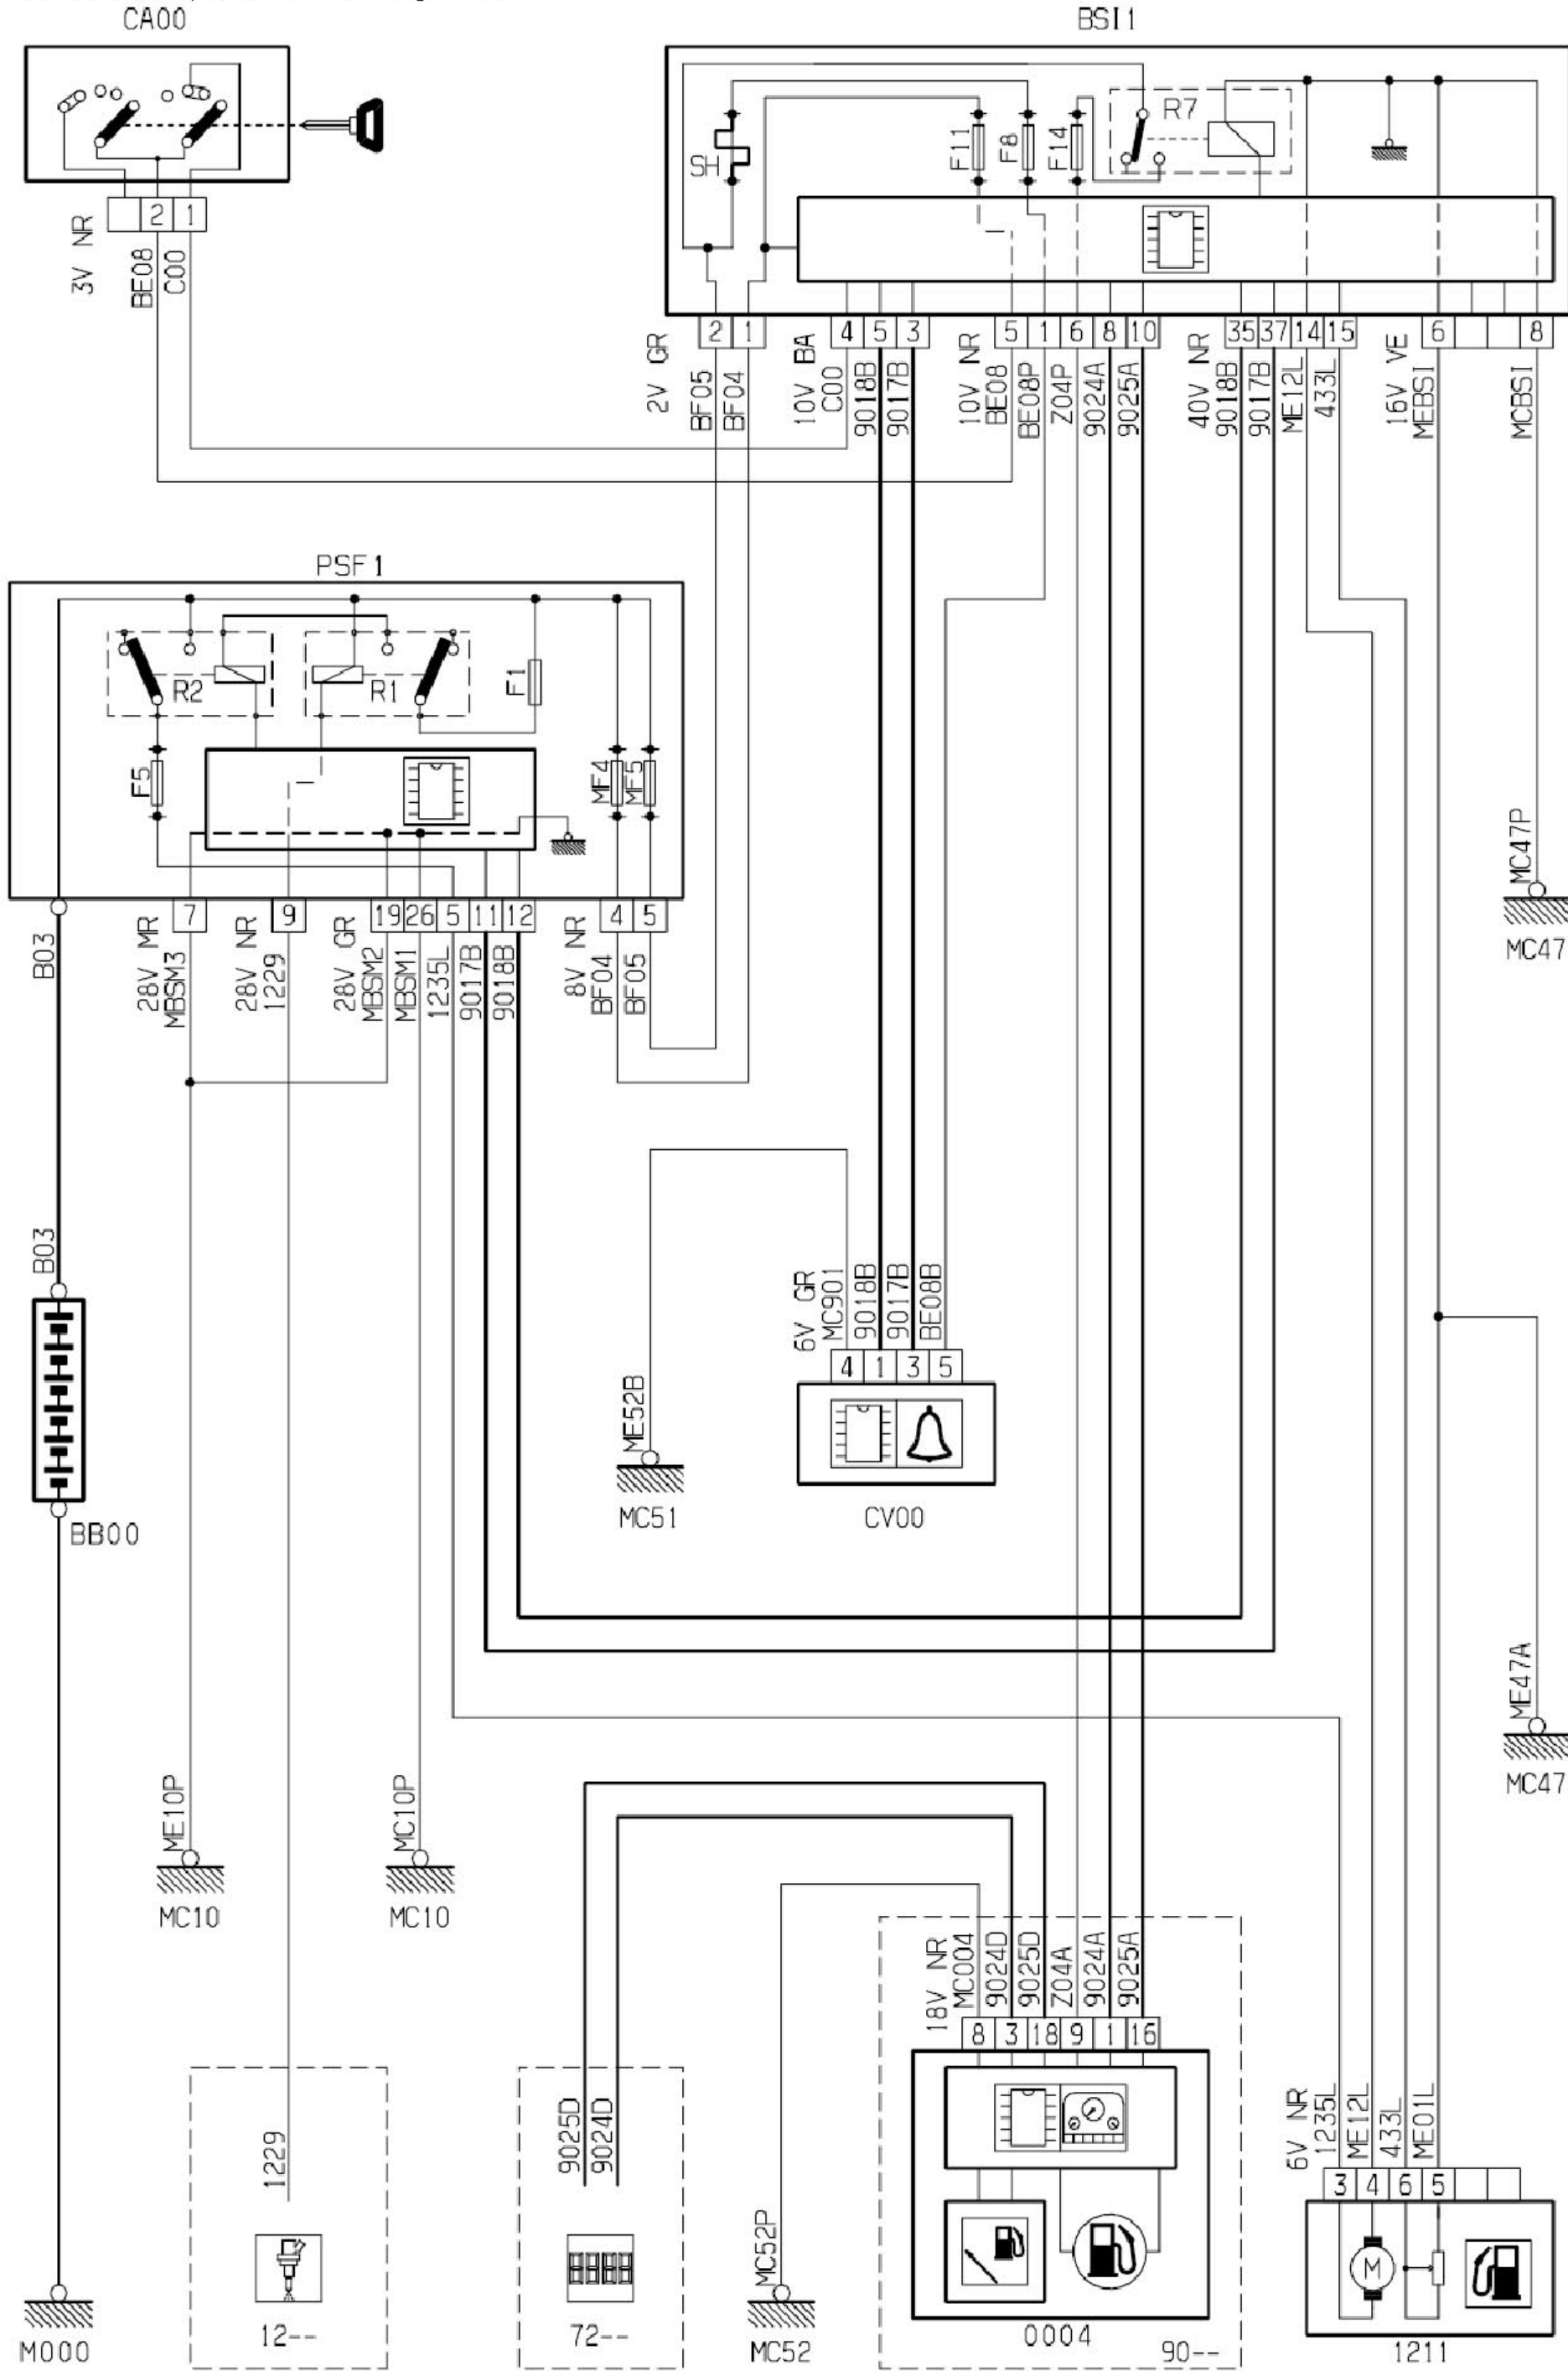 CA00
BSI1
SH
F11
F8
F14
R7
2
1
3V NR
BE08
C00
2
1
4
5
3
5
1
6
8
10
35
37
14
15
6
8
2V GR
BF05
BF04
10V BA
C00
9018B
9017B
10V NR
BE08
BE08P
Z04P
9024A
9025A
40V NR
9018B
9017B
ME12L
433L
16V VE
MEBSI
MCBSI
PSF1
R2
R1
F1
F5
MF4
MF5
7
9
19
26
5
11
12
4
5
B03
28V MR
MBSM3
28V NR
1229
28V GR
MBSM2
MBSM1
1235L
9017B
9018B
8V NR
BF04
BF05
MC47P
MC47
B03
6V GR
MC901
9018B
9017B
BE08B
4
1
3
5
ME52B
MC51
CV00
BB00
ME47A
MC47
ME10P
MC10
MC10P
MC10
18V NR
MC004
9024D
9025D
Z04A
9024A
9025A
8
3
18
9
1
16
1229
9025D
9024D
MC52P
6V NR
1235L
ME12L
433L
ME01L
3
4
6
5
M
M000
12--
72--
MC52
0004
90--
1211